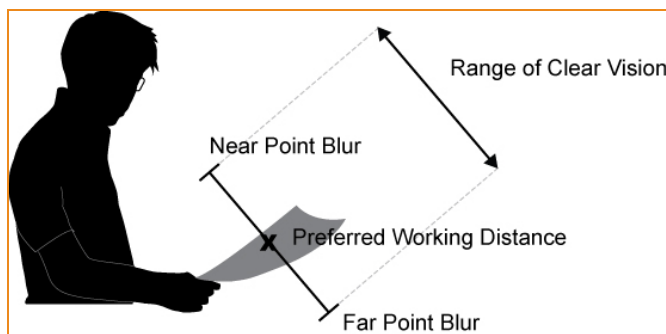 Range of Clear Vision
Near Point Blur
x Preferred Working Distance
Far Point Blur